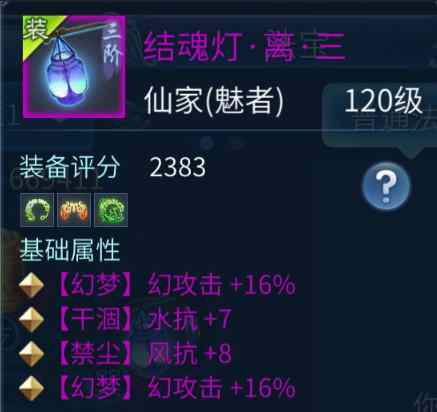 装
三阶
结魂灯·离·三
仙家(魅者) 120级
装备评分 2383
?
基础属性
【幻梦】幻攻击 +16%
【干涸】水抗 +7
【禁尘】风抗 +8
【幻梦】幻攻击 +16%